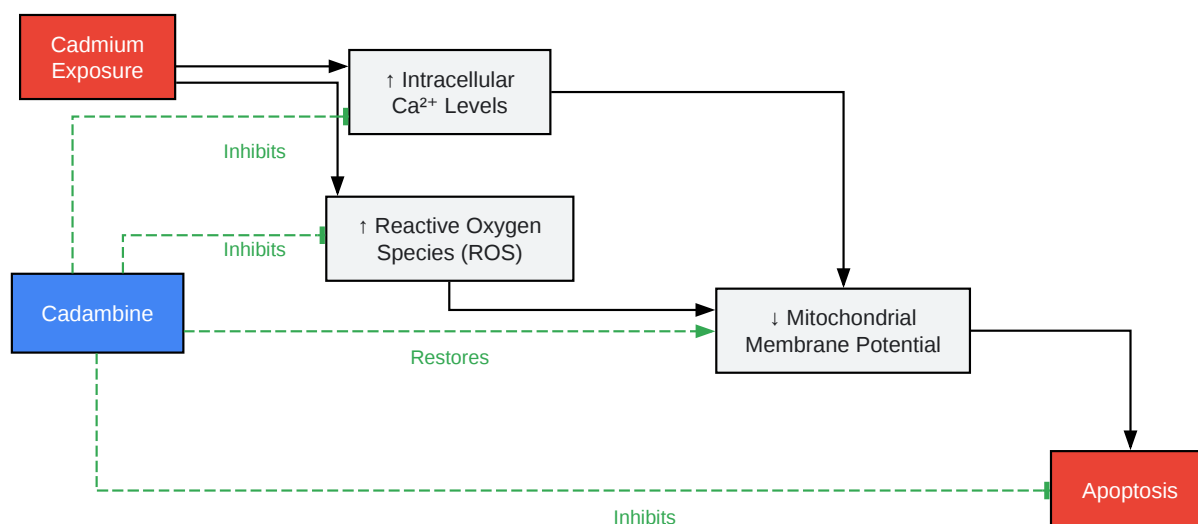 Cadmium
Exposure
↑ Intracellular
Ca²⁺ Levels
Inhibits
↑ Reactive Oxygen
Species (ROS)
Inhibits
Cadambine
↓ Mitochondrial
Membrane Potential
Restores
Apoptosis
Inhibits